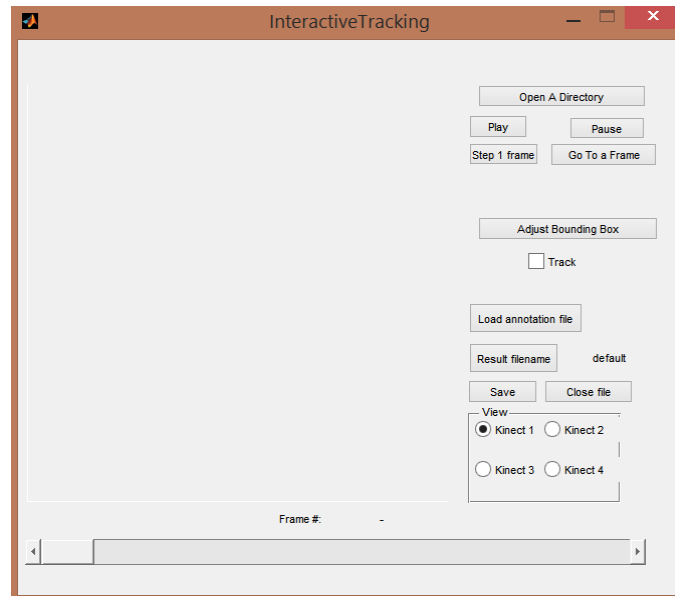 InteractiveTracking
Open A Directory
Play Pause
Step 1 frame Go To a Frame
Adjust Bounding Box
Track
Load annotation file
Result filename default
Save Close file
View
Kinect 1 Kinect 2
Kinect 3 Kinect 4
Frame #: -